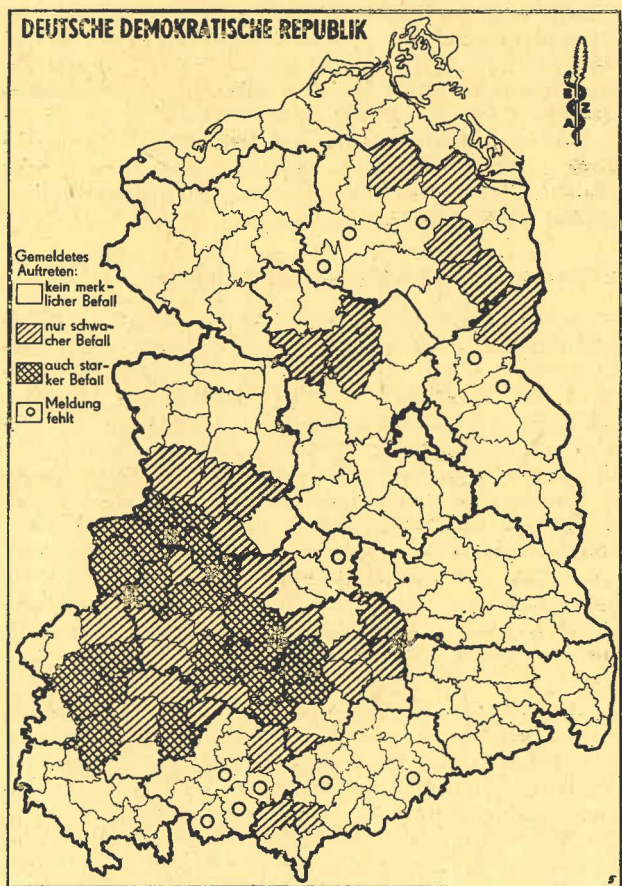 DEUTSCHE DEMOKRATISCHE REPUBLIK
Gemeldetes
Auftreten:
kein merk-
licher Befall
nur schwa-
cher Befall
auch star-
ker Befall
Meldung
fehlt
5